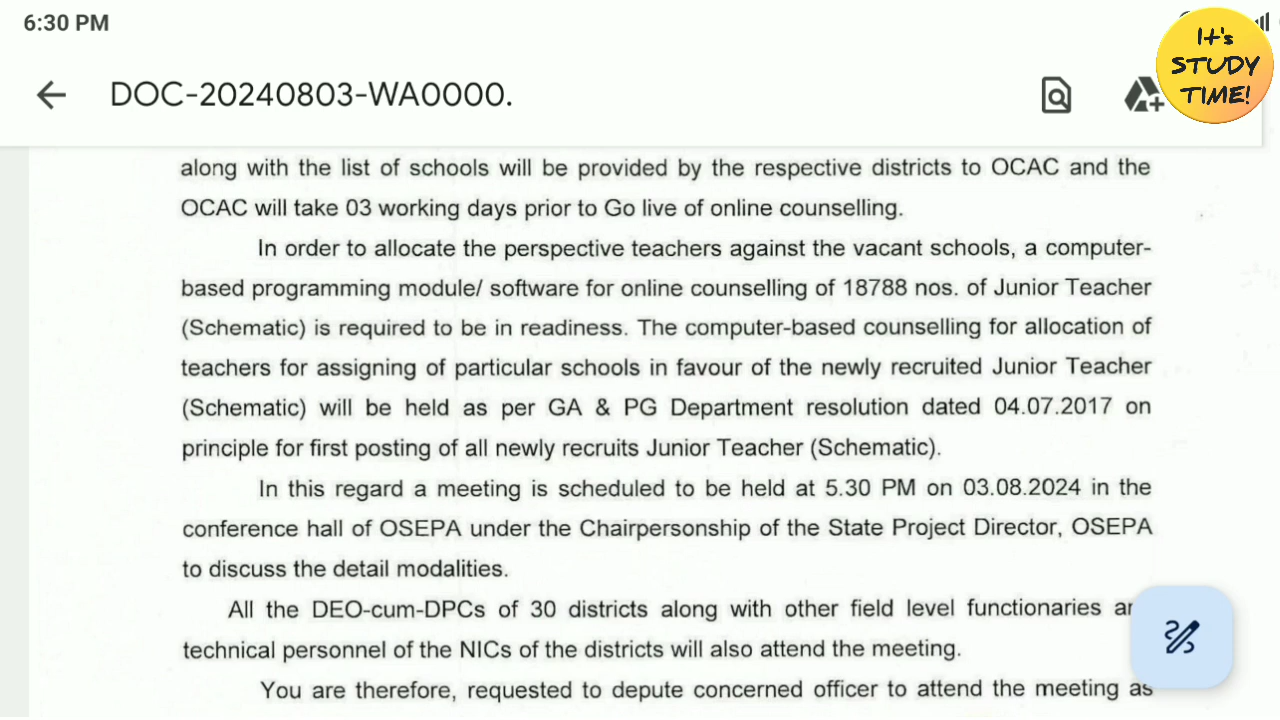 6:30 PM
It's
STUDY
TIME!
DOC-20240803-WA0000.
along with the list of schools will be provided by the respective districts to OCAC and the
OCAC will take 03 working days prior to Go live of online counselling.
In order to allocate the perspective teachers against the vacant schools, a computer-
based programming module/ software for online counselling of 18788 nos. of Junior Teacher
(Schematic) is required to be in readiness. The computer-based counselling for allocation of
teachers for assigning of particular schools in favour of the newly recruited Junior Teacher
(Schematic) will be held as per GA & PG Department resolution dated 04.07.2017 on
principle for first posting of all newly recruits Junior Teacher (Schematic).
In this regard a meeting is scheduled to be held at 5.30 PM on 03.08.2024 in the
conference hall of OSEPA under the Chairpersonship of the State Project Director, OSEPA
to discuss the detail modalities.
All the DEO-cum-DPCs of 30 districts along with other field level functionaries
technical personnel of the NICs of the districts will also attend the meeting.
You are therefore, requested to depute concerned officer to attend the meeting as